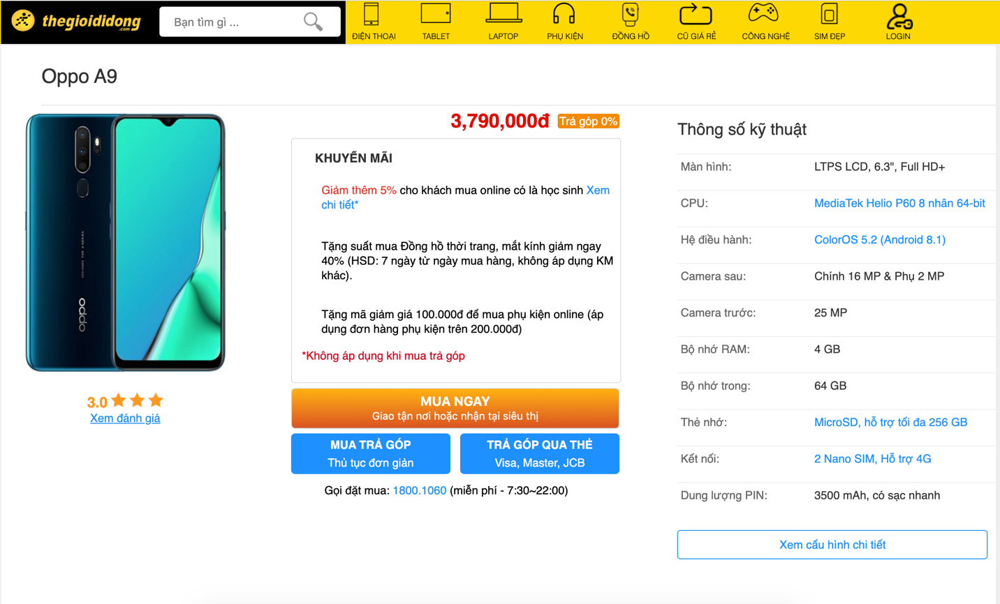 thegioididong
.com
Bạn tìm gì ...
ĐIỆN THOẠI
TABLET
LAPTOP
PHỤ KIỆN
ĐỒNG HỒ
CŨ GIÁ RẺ
CÔNG NGHỆ
SIM ĐẸP
LOGIN
Oppo A9
oppo
3.0
Xem đánh giá
3,790,000đ Trả góp 0%
KHUYẾN MÃI
Giảm thêm 5% cho khách mua online có là học sinh Xem
chi tiết*
Tặng suất mua Đồng hồ thời trang, mắt kính giảm ngay
40% (HSD: 7 ngày từ ngày mua hàng, không áp dụng KM
khác).
Tặng mã giảm giá 100.000đ để mua phụ kiện online (áp
dụng đơn hàng phụ kiện trên 200.000đ)
*Không áp dụng khi mua trả góp
MUA NGAY
Giao tận nơi hoặc nhận tại siêu thị
MUA TRẢ GÓP
Thủ tục đơn giản
TRẢ GÓP QUA THẺ
Visa, Master, JCB
Gọi đặt mua: 1800.1060 (miễn phí - 7:30~22:00)
Thông số kỹ thuật
Màn hình: LTPS LCD, 6.3", Full HD+
CPU: MediaTek Helio P60 8 nhân 64-bit
Hệ điều hành: ColorOS 5.2 (Android 8.1)
Camera sau: Chính 16 MP & Phụ 2 MP
Camera trước: 25 MP
Bộ nhớ RAM: 4 GB
Bộ nhớ trong: 64 GB
Thẻ nhớ: MicroSD, hỗ trợ tối đa 256 GB
Kết nối: 2 Nano SIM, Hỗ trợ 4G
Dung lượng PIN: 3500 mAh, có sạc nhanh
Xem cấu hình chi tiết